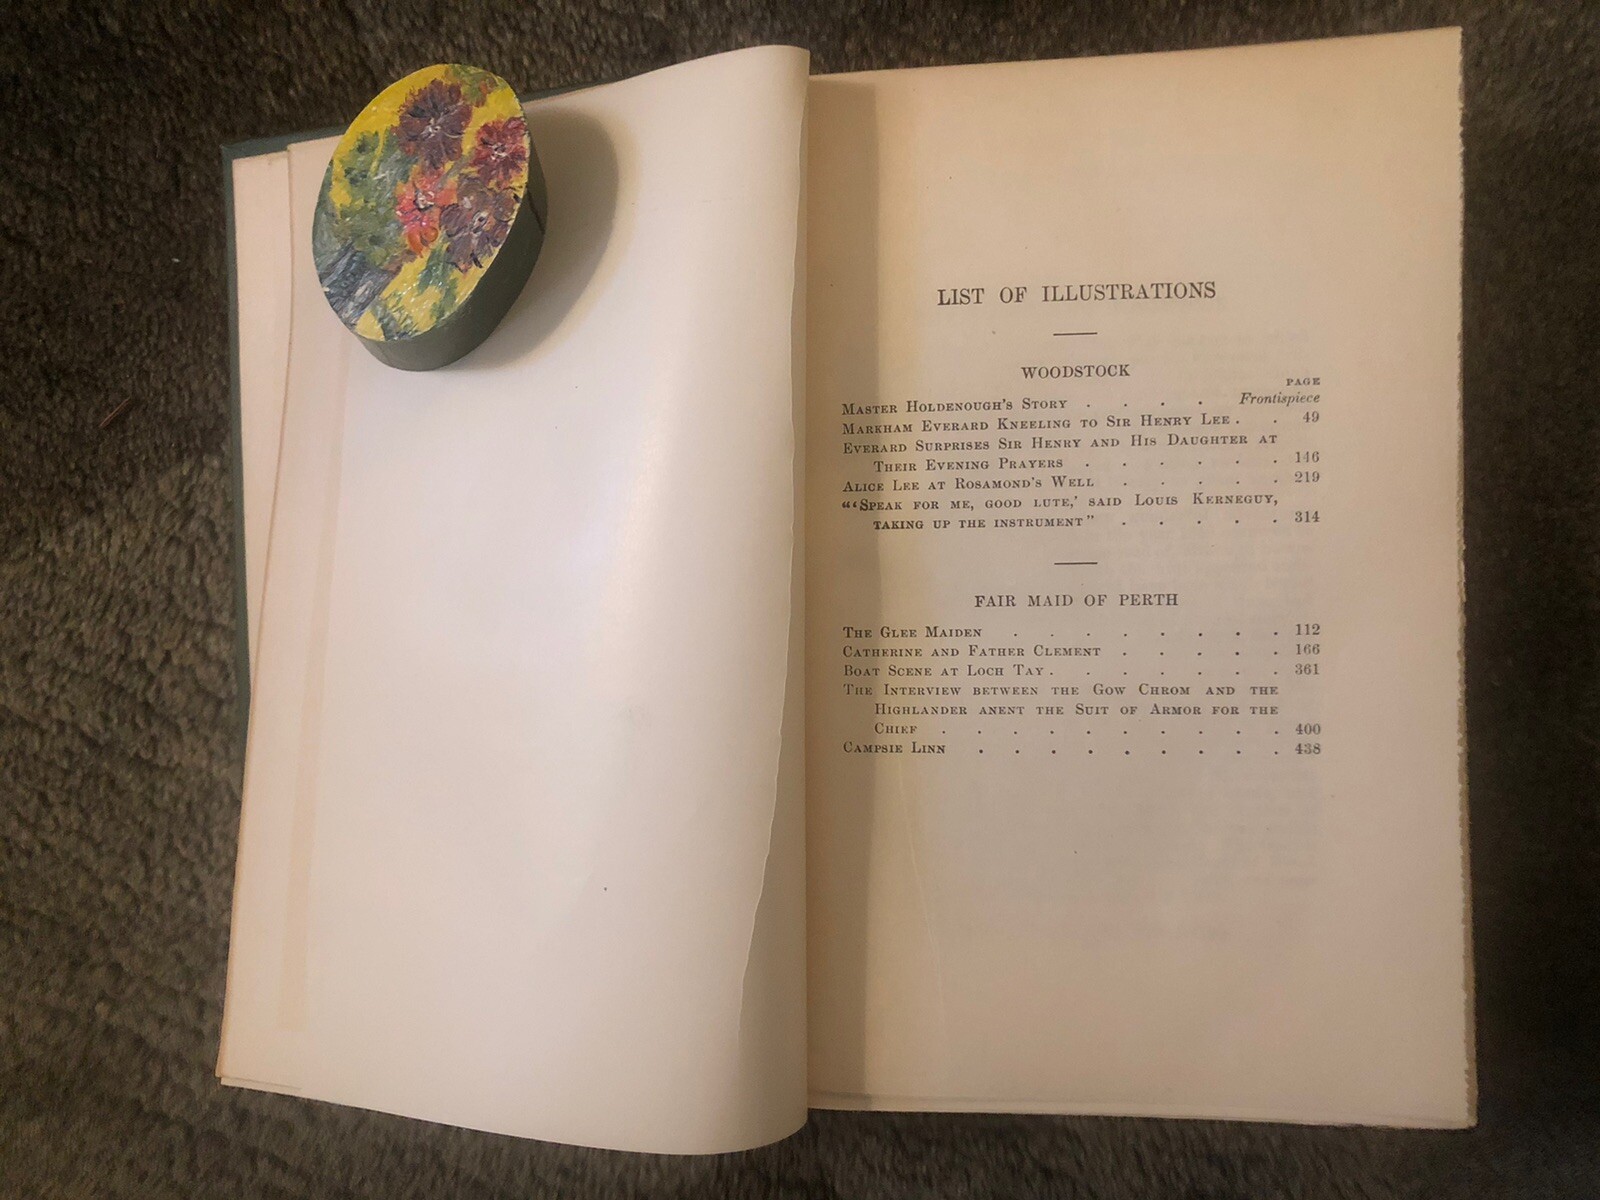 LIST OF ILLUSTRATIONS
WOODSTOCK
PAGE
MASTER HOLDENOUGH'S STORY . . . . Frontispiece
MARKHAM EVERARD KNEELING TO SIR HENRY LEE . . 49
EVERARD SURPRISES SIR HENRY AND HIS DAUGHTER AT
THEIR EVENING PRAYERS . . . . . . 146
ALICE LEE AT ROSAMOND'S WELL . . . . . 219
"'SPEAK FOR ME, GOOD LUTE,' SAID LOUIS KERNEGUY,
TAKING UP THE INSTRUMENT" . . . . . 314
FAIR MAID OF PERTH
THE GLEE MAIDEN . . . . . . . . 112
CATHERINE AND FATHER CLEMENT . . . . . 166
BOAT SCENE AT LOCH TAY . . . . . . . 361
THE INTERVIEW BETWEEN THE GOW CHROM AND THE
HIGHLANDER ANENT THE SUIT OF ARMOR FOR THE
CHIEF . . . . . . . . . . 400
CAMPSIE LINN . . . . . . . . . 438